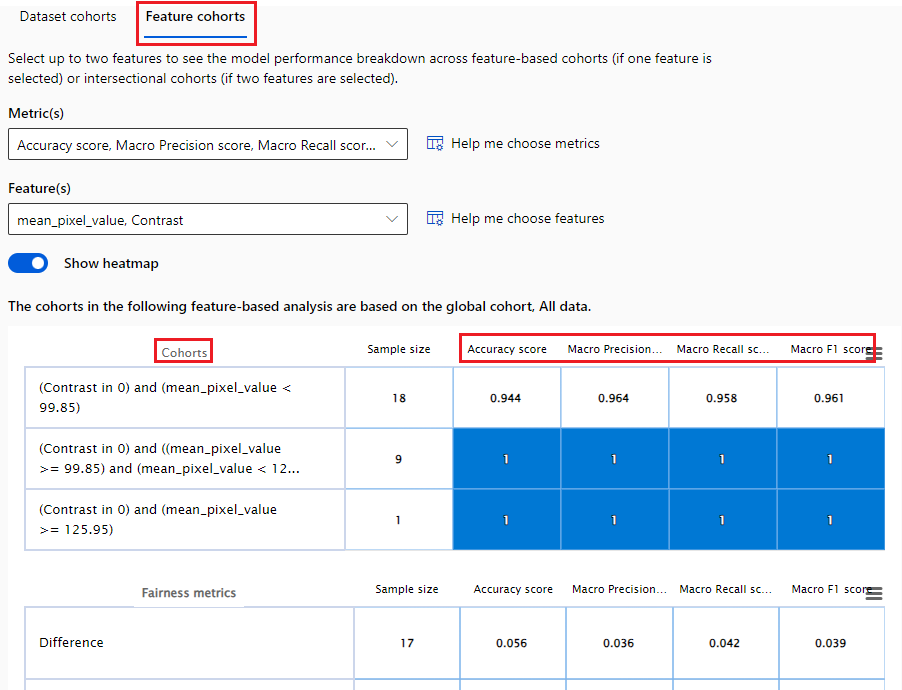 Dataset cohorts Feature cohorts
Select up to two features to see the model performance breakdown across feature-based cohorts (if one feature is
selected) or intersectional cohorts (if two features are selected).
Metric(s)
Accuracy score, Macro Precision score, Macro Recall scor... Help me choose metrics
Feature(s)
mean_pixel_value, Contrast Help me choose features
Show heatmap
The cohorts in the following feature-based analysis are based on the global cohort, All data.
Cohorts Sample size Accuracy score Macro Precision... Macro Recall sc... Macro F1 score
(Contrast in 0) and (mean_pixel_value <
99.85) 18 0.944 0.964 0.958 0.961
(Contrast in 0) and ((mean_pixel_value
>= 99.85) and (mean_pixel_value < 12... 9 1 1 1 1
(Contrast in 0) and (mean_pixel_value
>= 125.95) 1 1 1 1 1
Fairness metrics Sample size Accuracy score Macro Precision... Macro Recall sc... Macro F1 score
Difference 17 0.056 0.036 0.042 0.039